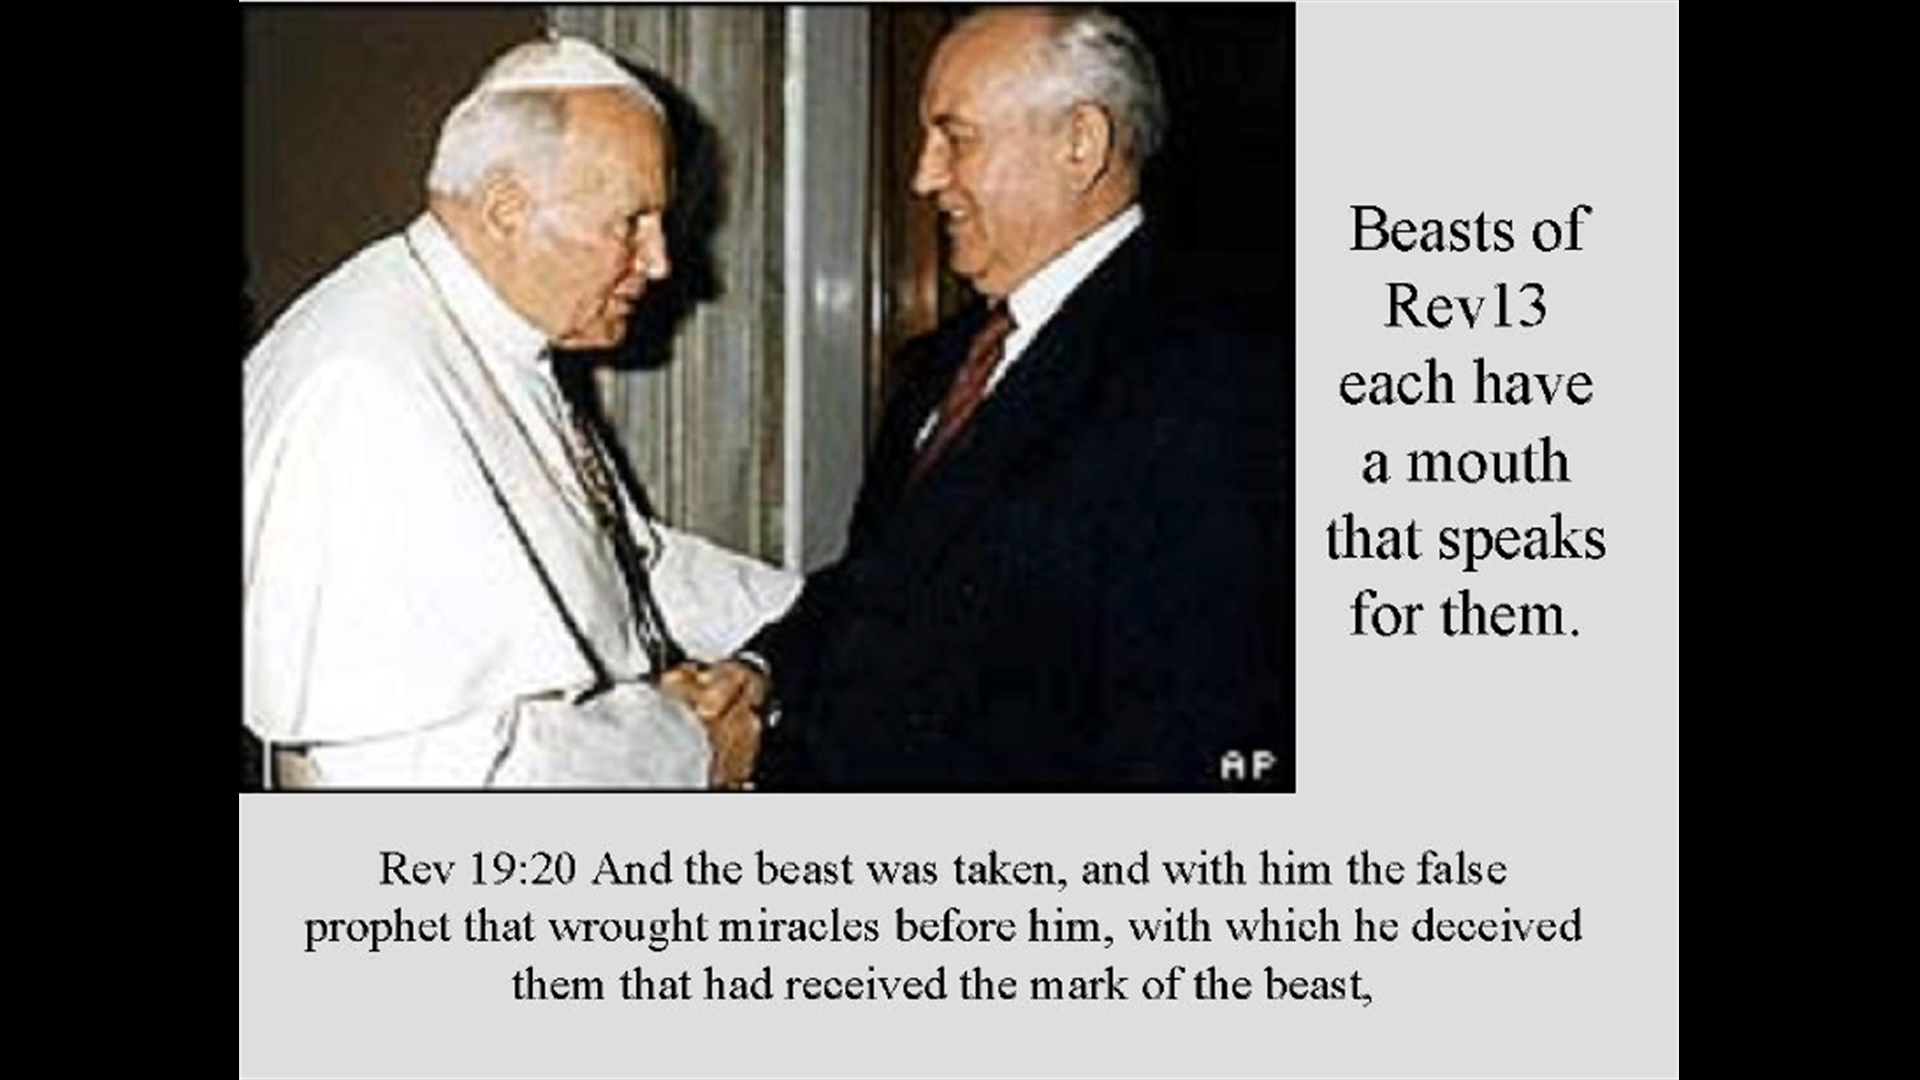 Beasts of
Rev13
each have
a mouth
that speaks
for them.
AP
Rev 19:20 And the beast was taken, and with him the false
prophet that wrought miracles before him, with which he deceived
them that had received the mark of the beast,